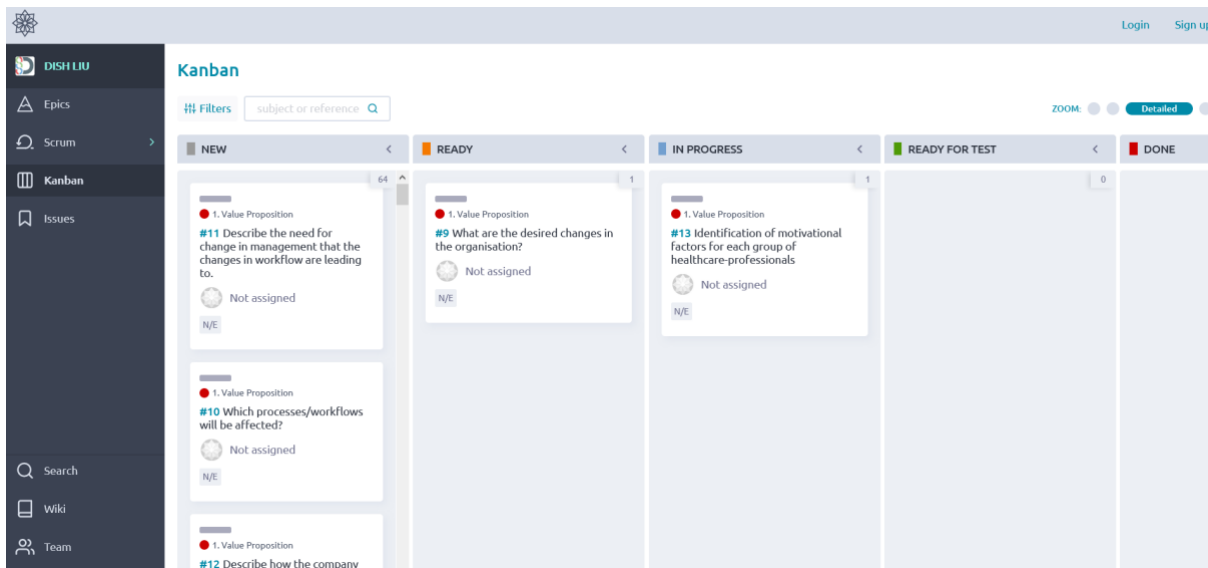 Login Sign up
DISH LIU
Epics
Scrum
Kanban
Issues
Search
Wiki
Team
Kanban
Filters
subject or reference
ZOOM: Detailed
NEW
64
1. Value Proposition
#11 Describe the need for
change in management that the
changes in workflow are leading
to.
Not assigned
N/E
1. Value Proposition
#10 Which processes/workflows
will be affected?
Not assigned
N/E
1. Value Proposition
#12 Describe how the company
READY
1
1. Value Proposition
#9 What are the desired changes in
the organisation?
Not assigned
N/E
IN PROGRESS
1
1. Value Proposition
#13 Identification of motivational
factors for each group of
healthcare-professionals
Not assigned
N/E
READY FOR TEST
0
DONE